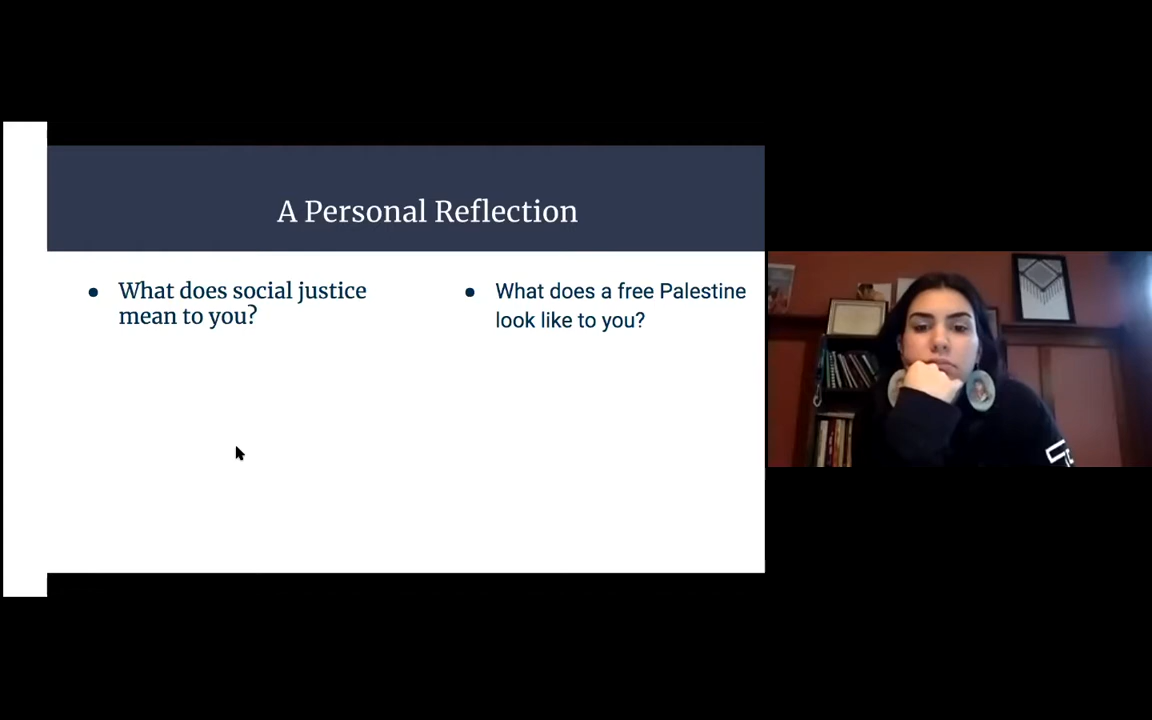 A Personal Reflection
● What does social justice
mean to you?
● What does a free Palestine
look like to you?